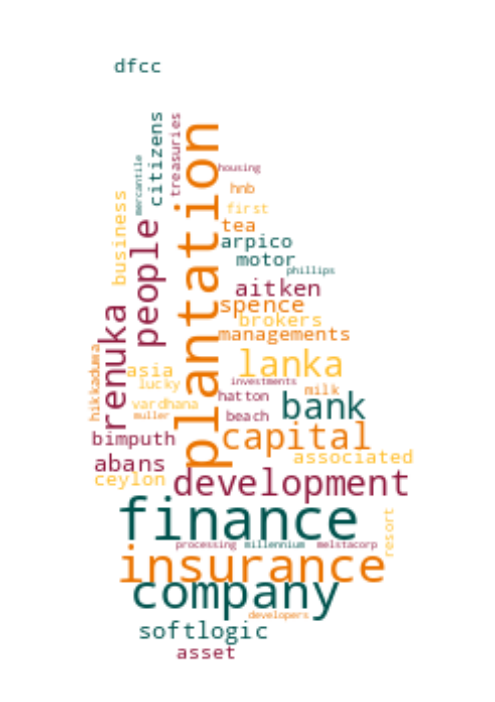 dfcc
citizens
treasuries
plantation
mercantile
housing
hnb
business
first
people
tea
arpico
motor
phillips
aitken
renuka
spence
brokers
managements
hikkaduwa
asia
lanka
lucky
investments
milk
hatton
vardhana
bank
muller
beach
bimputh
capital
abans
associated
ceylon
development
finance
resort
processing
millennium
melstacorp
insurance
company
developers
softlogic
asset